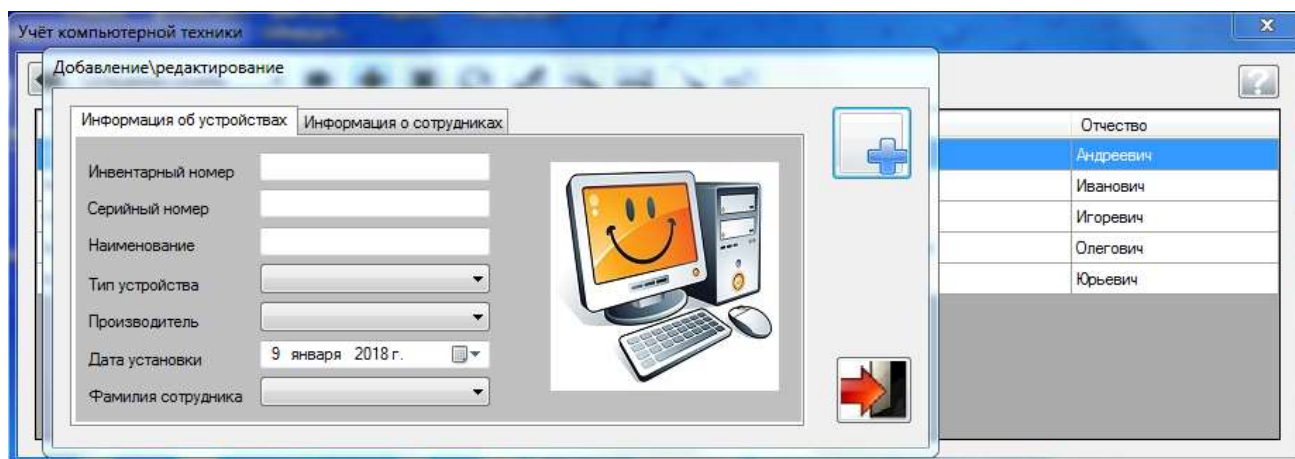 Учёт компьютерной техники
Добавление\редактирование
Информация об устройствах
Информация о сотрудниках
Инвентарный номер
Серийный номер
Наименование
Тип устройства
Производитель
Дата установки
9 января 2018 г.
Фамилия сотрудника
Отчество
Андреевич
Иванович
Игоревич
Олегович
Юрьевич